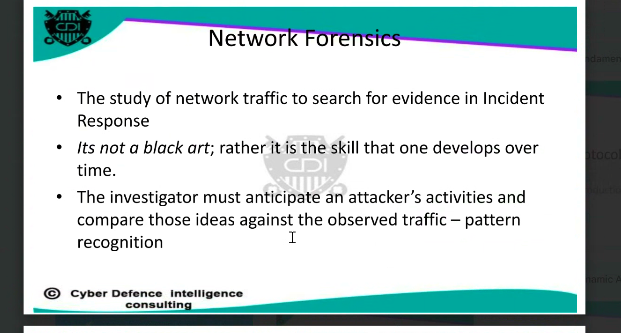 CDI
Network Forensics
• The study of network traffic to search for evidence in Incident
Response
• Its not a black art; rather it is the skill that one develops over
time.
• The investigator must anticipate an attacker’s activities and
compare those ideas against the observed traffic – pattern
recognition
CDI
© Cyber Defence Intelligence
consulting